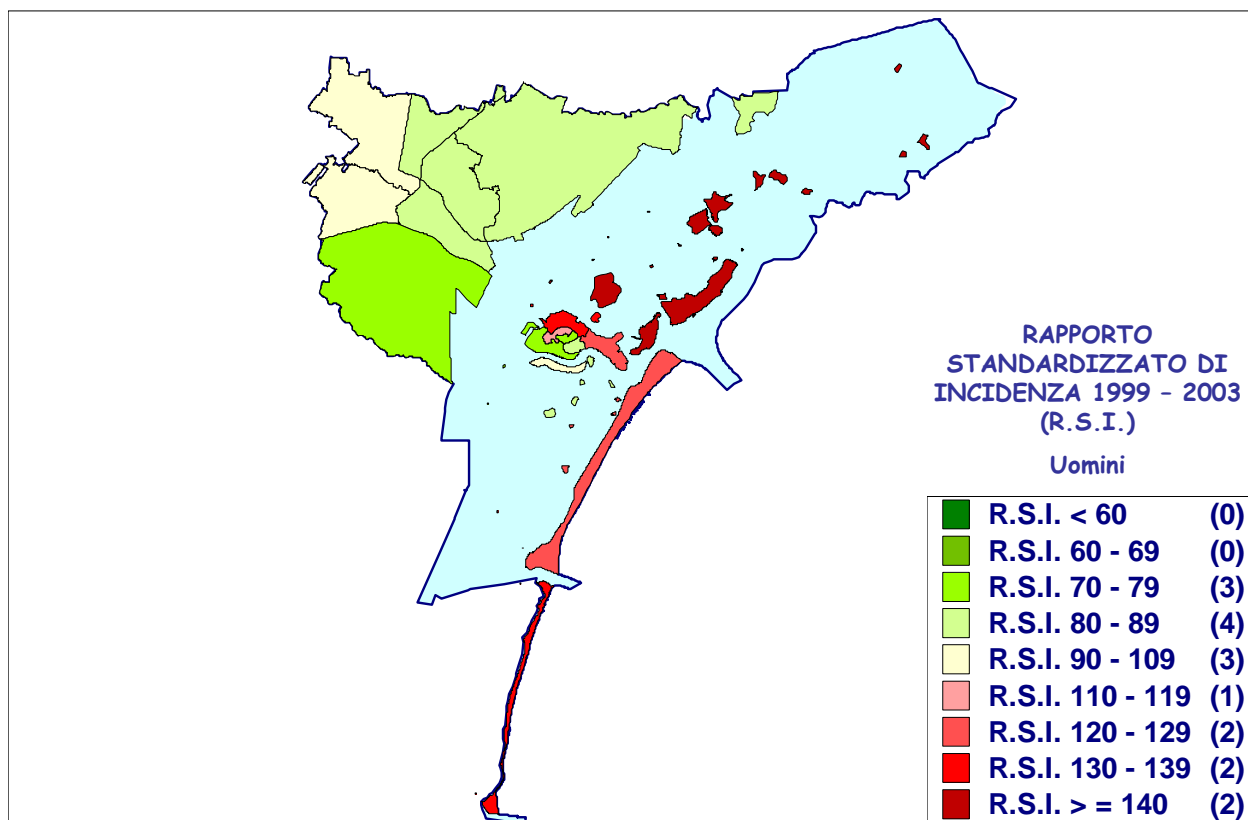 RAPPORTO
STANDARDIZZATO DI
INCIDENZA 1999 – 2003
(R.S.I.)
Uomini
R.S.I. < 60 (0)
R.S.I. 60 - 69 (0)
R.S.I. 70 - 79 (3)
R.S.I. 80 - 89 (4)
R.S.I. 90 - 109 (3)
R.S.I. 110 - 119 (1)
R.S.I. 120 - 129 (2)
R.S.I. 130 - 139 (2)
R.S.I. > = 140 (2)